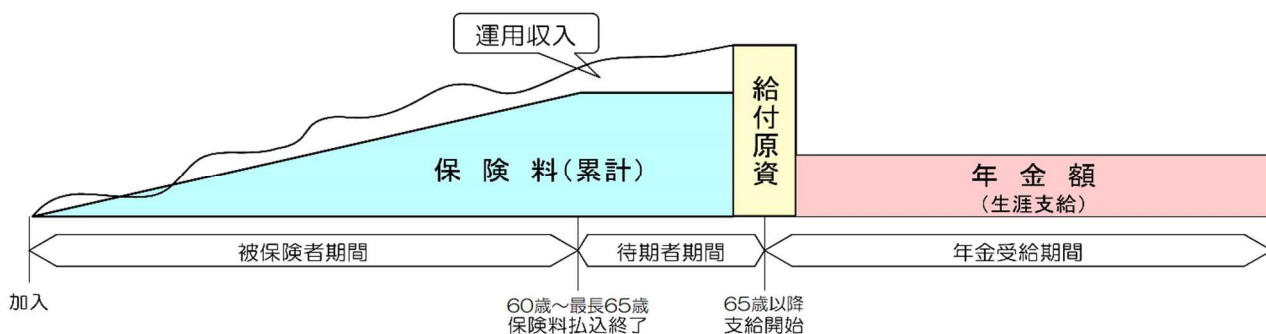 運用収入
給付原資
保険料(累計)
年金額
(生涯支給)
被保険者期間
待期者期間
年金受給期間
加入
60歳～最長65歳
保険料払込終了
65歳以降
支給開始